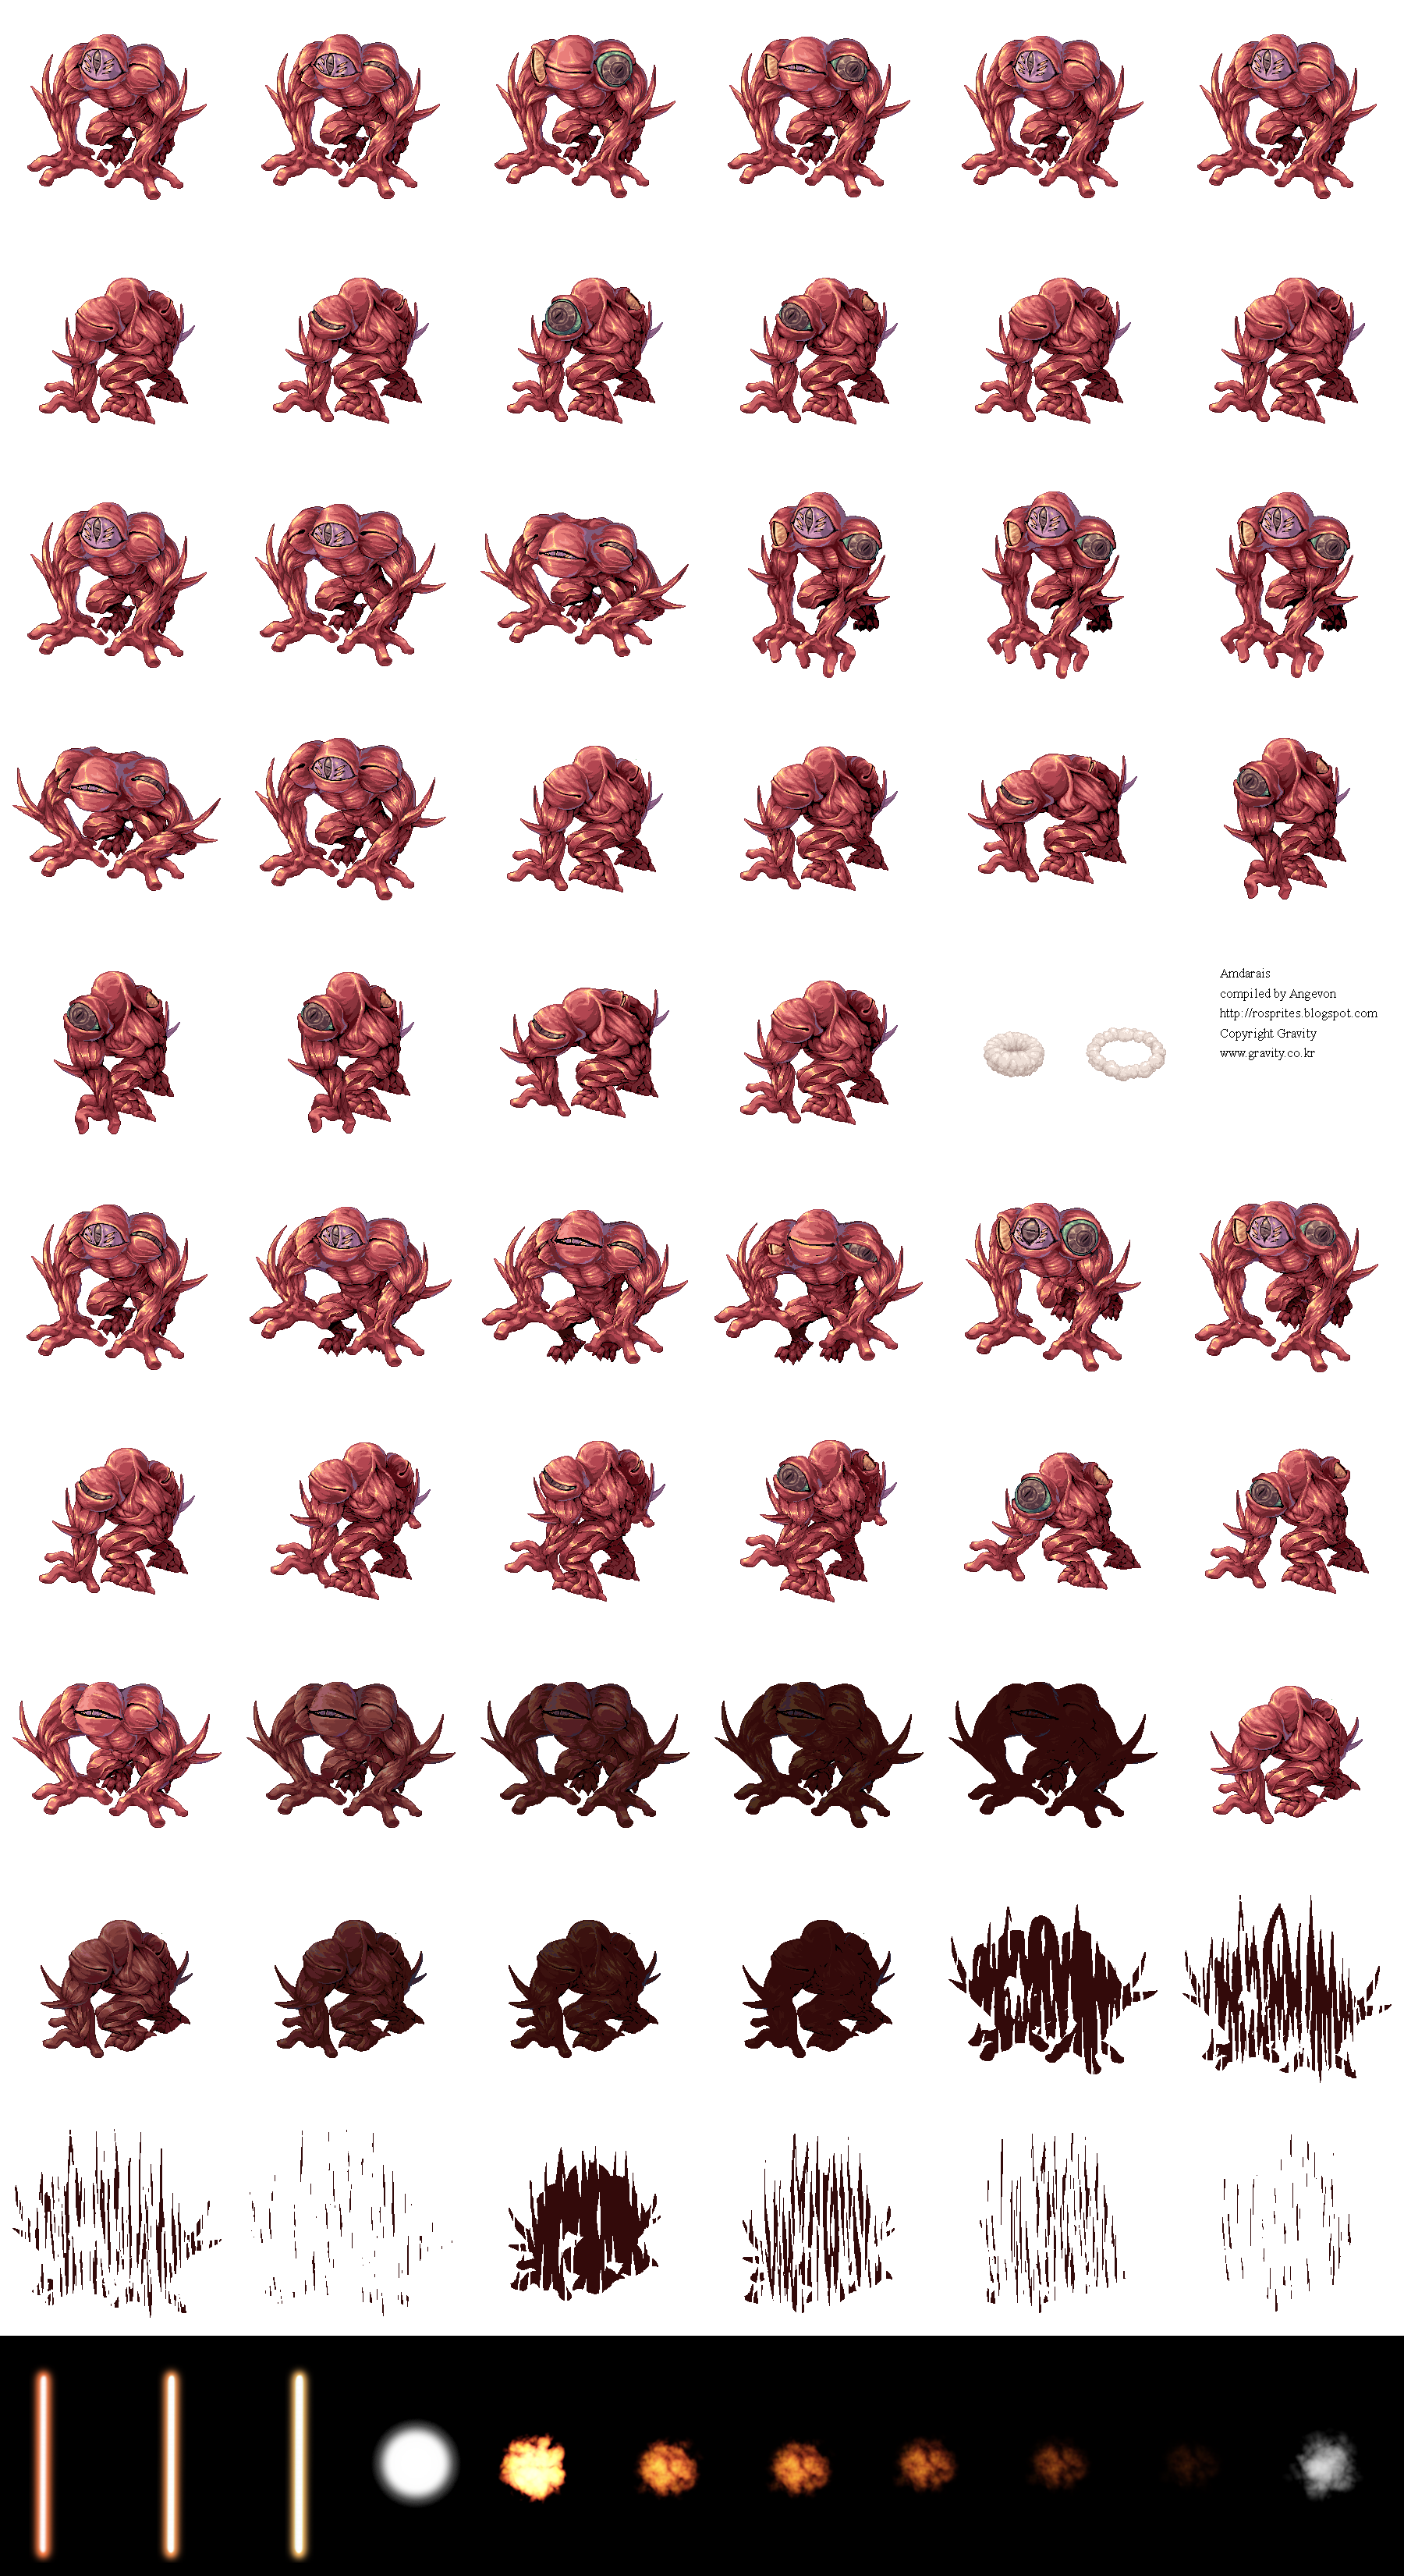 Amdarais
compiled by Angevon
http://rosprites.blogspot.com
Copyright Gravity
www.gravity.co.kr